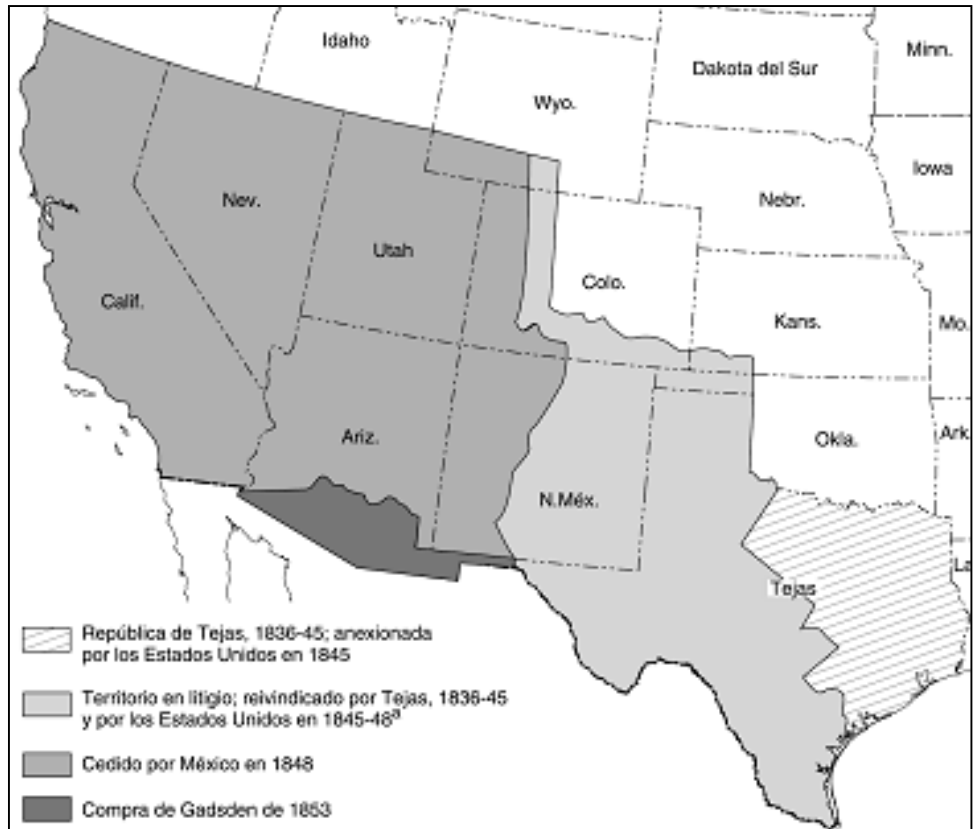 Idaho
Minn.
Dakota del Sur
Wyo.
Iowa
Nebr.
Nev.
Utah
Colo.
Calif.
Kans.
Mo.
Ariz.
Okla.
Ark
N.Méx.
La
Tejas
República de Tejas, 1836-45; anexionada
por los Estados Unidos en 1845
Territorio en litigio; reivindicado por Tejas, 1836-45
y por los Estados Unidos en 1845-48a
Cedido por México en 1848
Compra de Gadsden de 1853